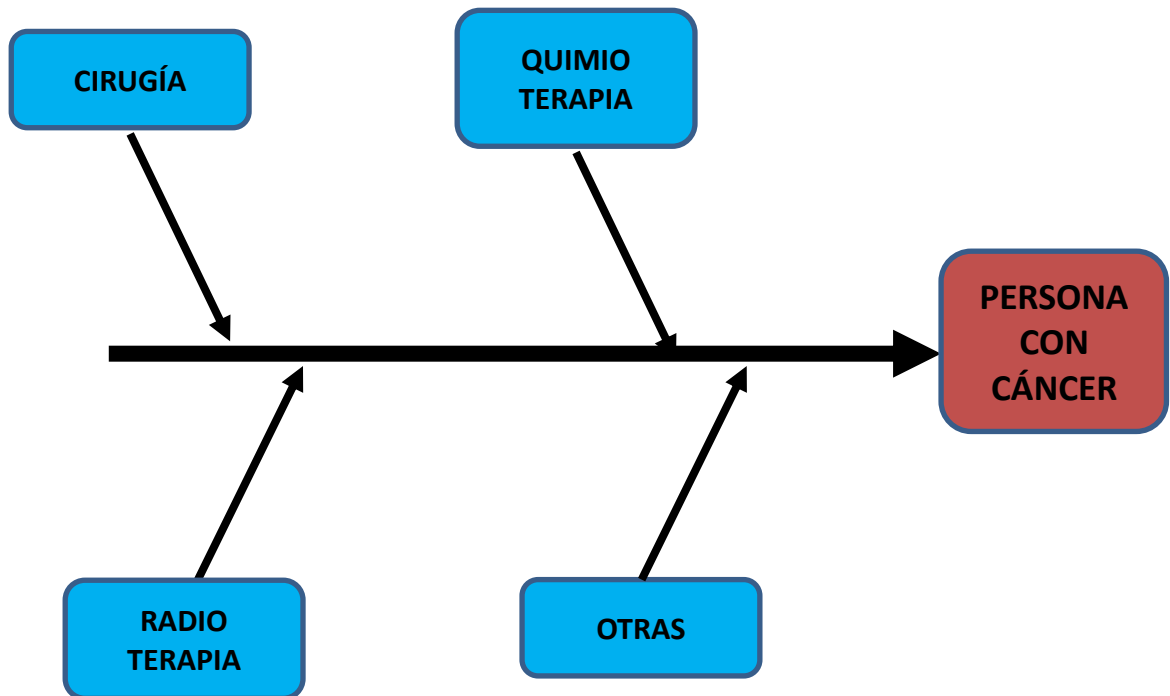 CIRUGÍA
QUIMIO
TERAPIA
PERSONA
CON
CÁNCER
RADIO
TERAPIA
OTRAS